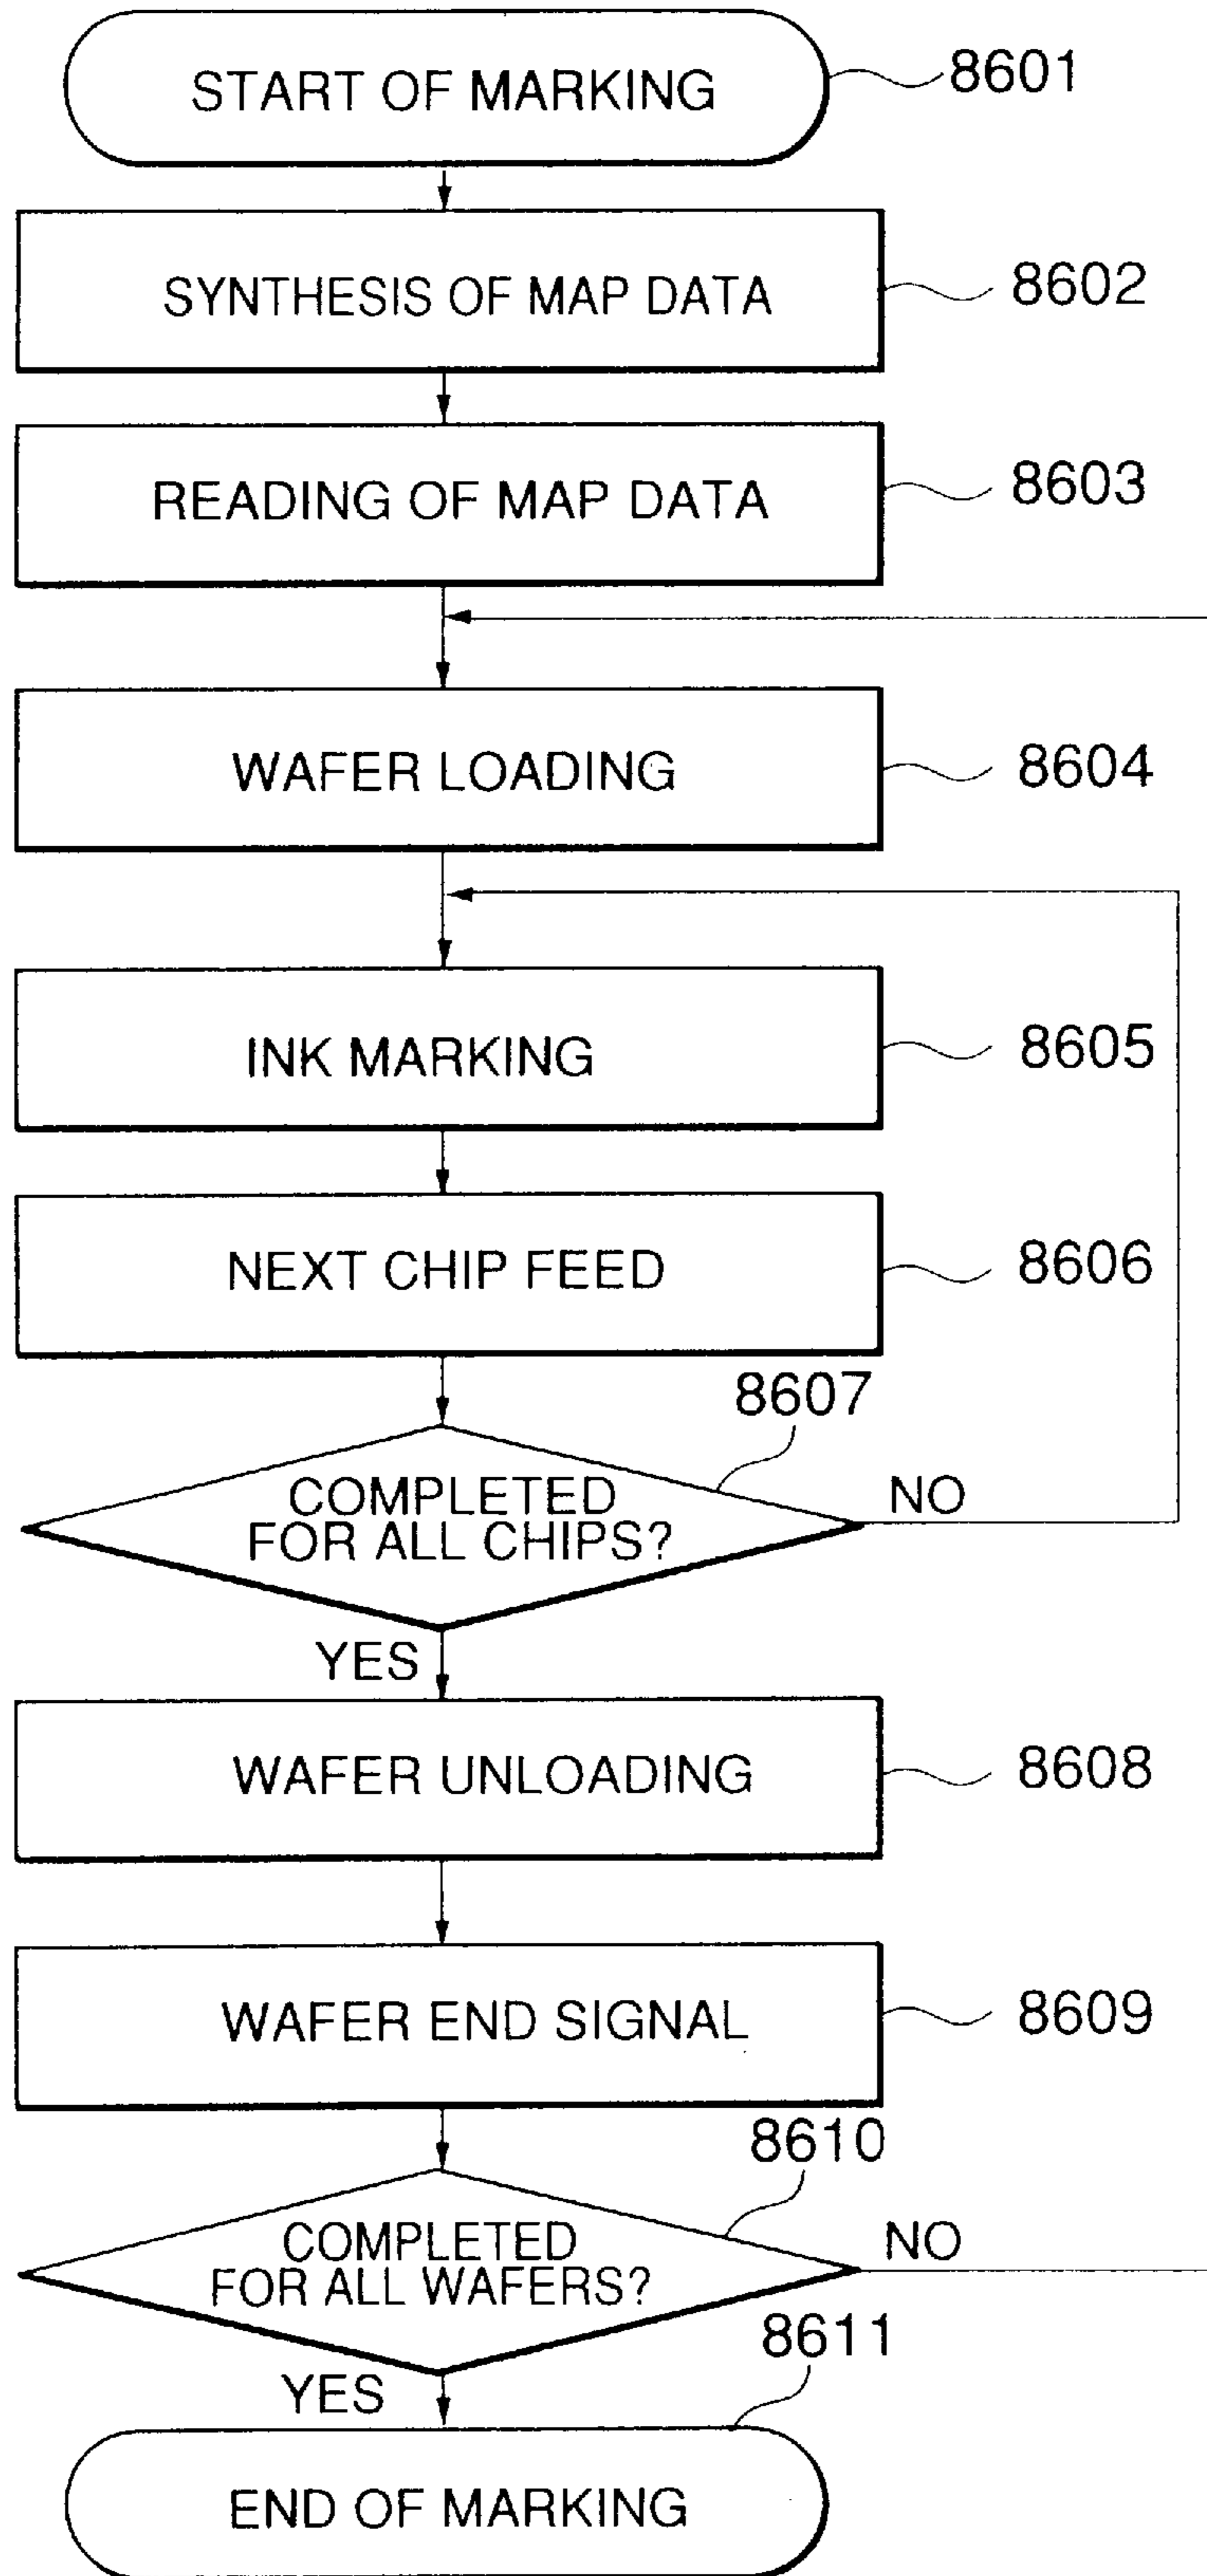 START OF MARKING
8601
SYNTHESIS OF MAP DATA
8602
READING OF MAP DATA
8603
WAFER LOADING
8604
INK MARKING
8605
NEXT CHIP FEED
8606
8607
COMPLETED
FOR ALL CHIPS?
NO
YES
WAFER UNLOADING
8608
WAFER END SIGNAL
8609
8610
COMPLETED
FOR ALL WAFERS?
NO
8611
YES
END OF MARKING